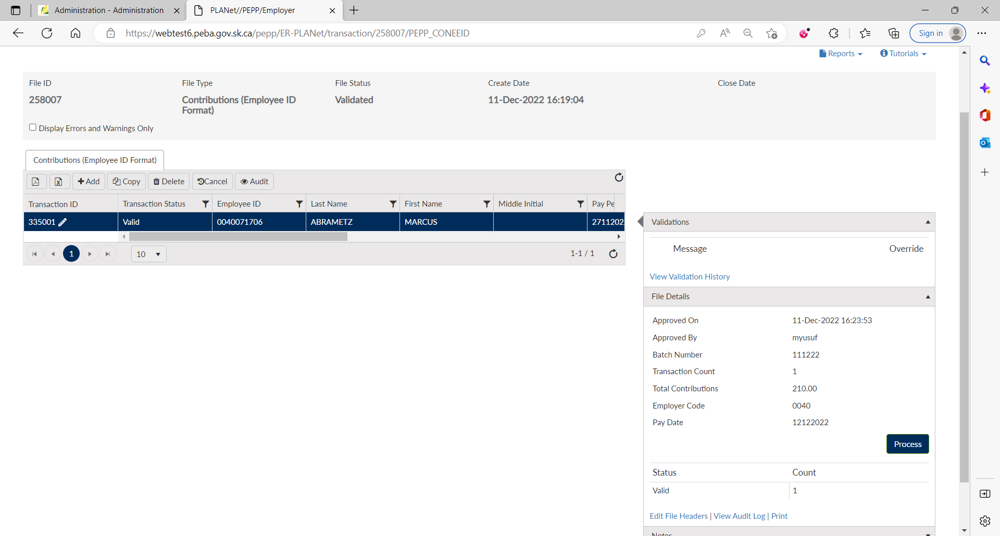 Administration - Administration
PLANet//PEPP/Employer
https://webtest6.peba.gov.sk.ca/pepp/ER-PLANet/transaction/258007/PEPP_CONEEID
Sign in
Reports
Tutorials
File ID File Type File Status Create Date Close Date
258007 Contributions (Employee ID Format) Validated 11-Dec-2022 16:19:04
Display Errors and Warnings Only
Contributions (Employee ID Format)
Add Copy Delete Cancel Audit
Transaction ID Transaction Status Employee ID Last Name First Name Middle Initial Pay Pe
335001 Valid 0040071706 ABRAMETZ MARCUS 2711202
1 10 1-1 / 1
Validations
Message Override
View Validation History
File Details
Approved On 11-Dec-2022 16:23:53
Approved By myusuf
Batch Number 111222
Transaction Count 1
Total Contributions 210.00
Employer Code 0040
Pay Date 12122022
Process
Status Count
Valid 1
Edit File Headers | View Audit Log | Print
Notes